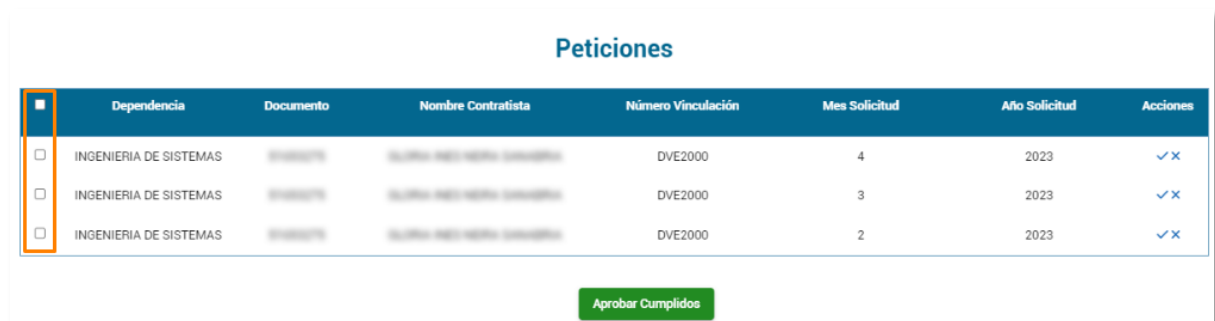 Peticiones
Dependencia Documento Nombre Contratista Número Vinculación Mes Solicitud Año Solicitud Acciones
INGENIERIA DE SISTEMAS DVE2000 4 2023
INGENIERIA DE SISTEMAS DVE2000 3 2023
INGENIERIA DE SISTEMAS DVE2000 2 2023
Aprobar Cumplidos